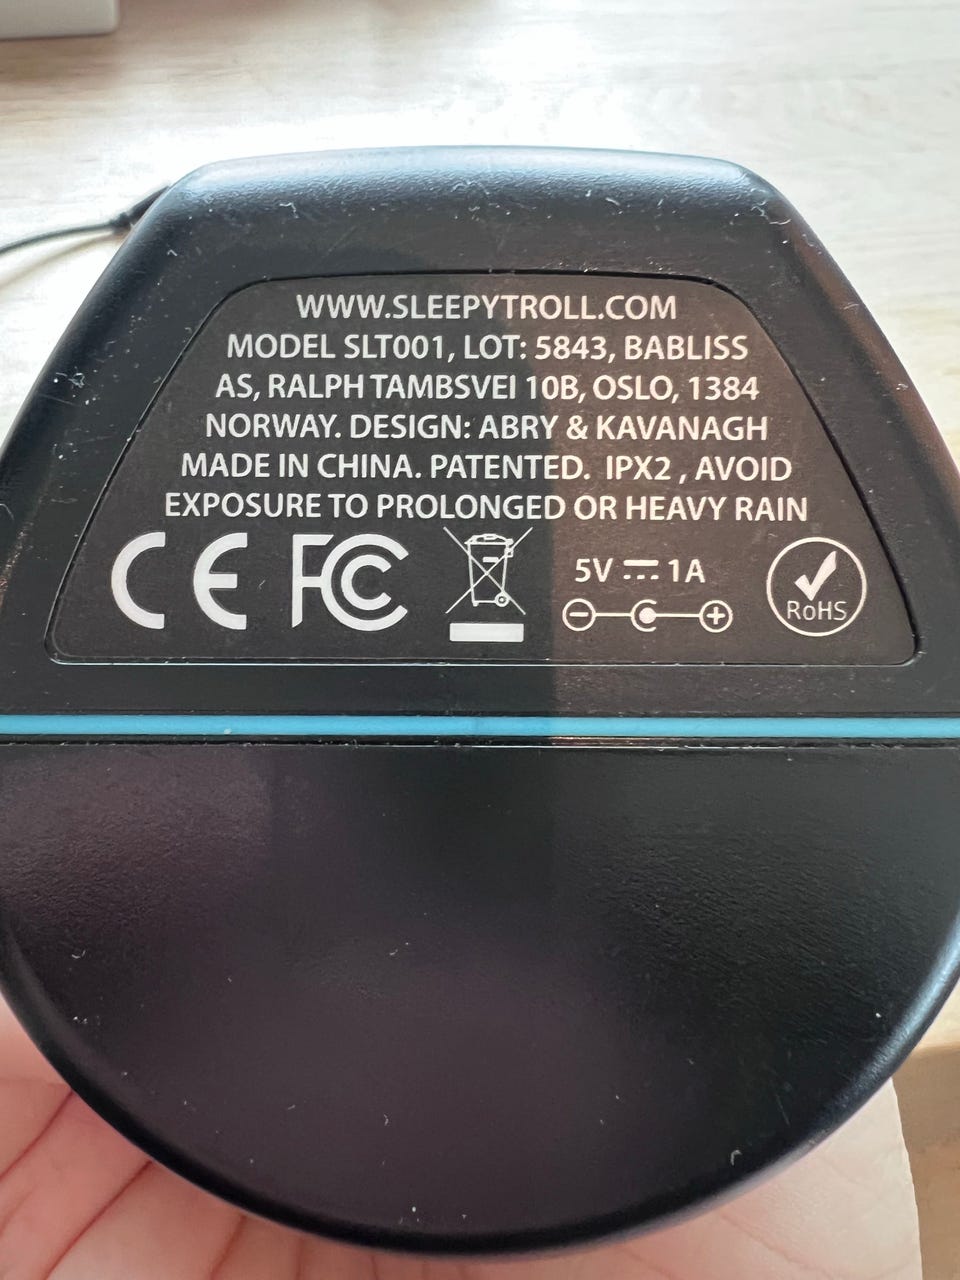 WWW.SLEEPYTROLL.COM
MODEL SLT001, LOT: 5843, BABLISS
AS, RALPH TAMBSVEI 10B, OSLO, 1384
NORWAY. DESIGN: ABRY & KAVANAGH
MADE IN CHINA. PATENTED. IPX2 , AVOID
EXPOSURE TO PROLONGED OR HEAVY RAIN
CE FC 5V ⎓ 1A
RoHS